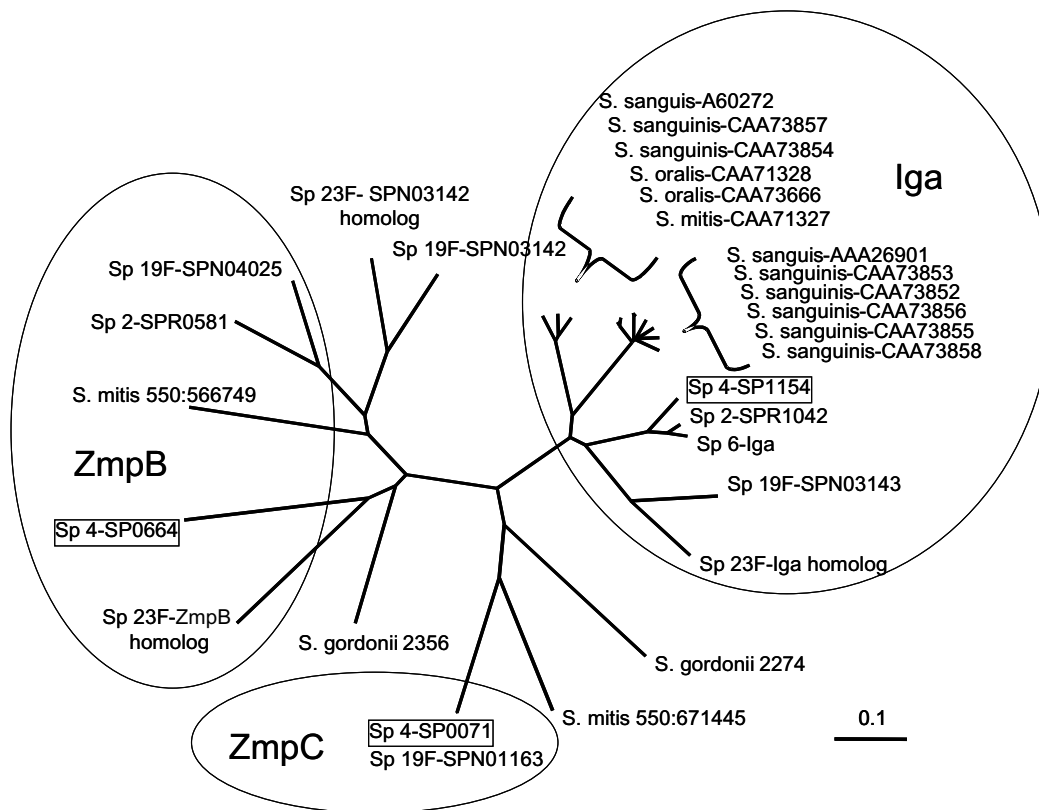 S. sanguis-A60272
S. sanguinis-CAA73857
S. sanguinis-CAA73854
S. oralis-CAA71328
S. oralis-CAA73666
S. mitis-CAA71327
Iga
S. sanguis-AAA26901
S. sanguinis-CAA73853
S. sanguinis-CAA73852
S. sanguinis-CAA73856
S. sanguinis-CAA73855
S. sanguinis-CAA73858
Sp 23F- SPN03142
homolog
Sp 19F-SPN03142
Sp 19F-SPN04025
Sp 2-SPR0581
S. mitis 550:566749
ZmpB
Sp 4-SP0664
Sp 23F-ZmpB
homolog
S. gordonii 2356
Sp 4-SP1154
Sp 2-SPR1042
Sp 6-Iga
Sp 19F-SPN03143
Sp 23F-Iga homolog
S. gordonii 2274
S. mitis 550:671445
ZmpC
Sp 4-SP0071
Sp 19F-SPN01163
0.1